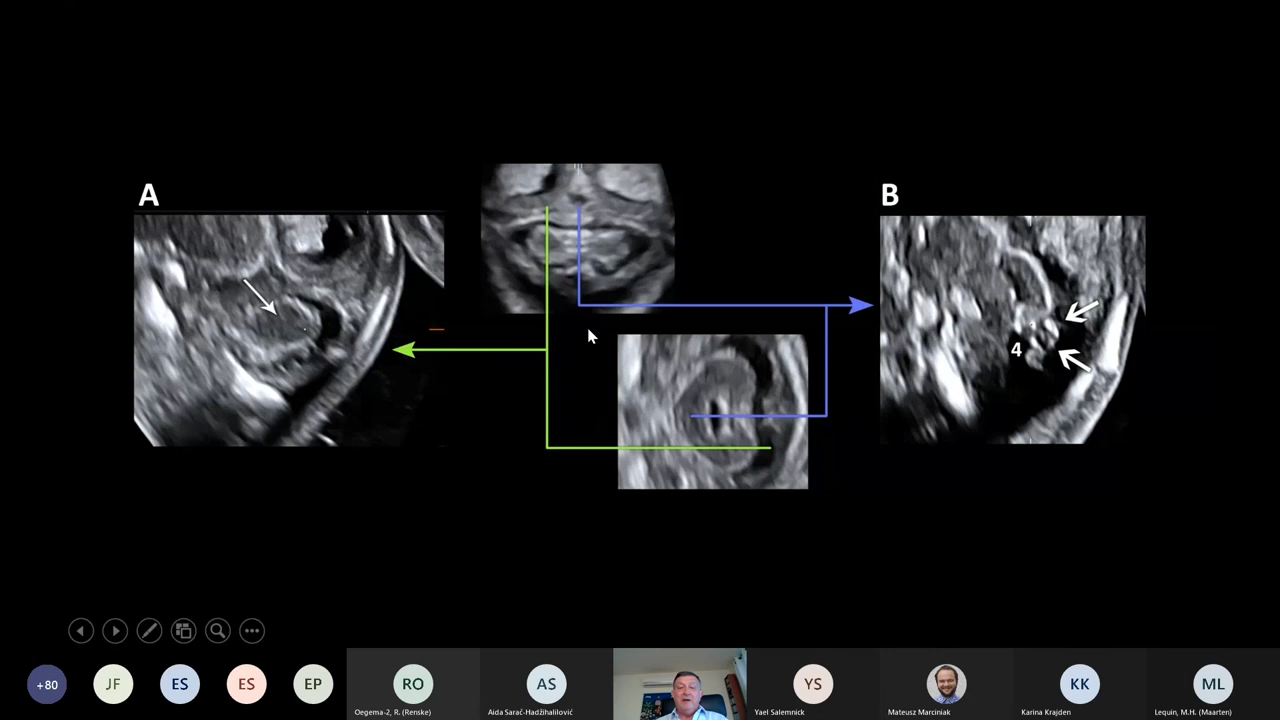 A
B
4
+80
JF
ES
ES
EP
RO
AS
YS
KK
ML
Oegema-2, R. (Renske)
Aida Sarač-Hadžihalilović
Yael Salemnick
Mateusz Marciniak
Karina Krajden
Lequin, M.H. (Maarten)